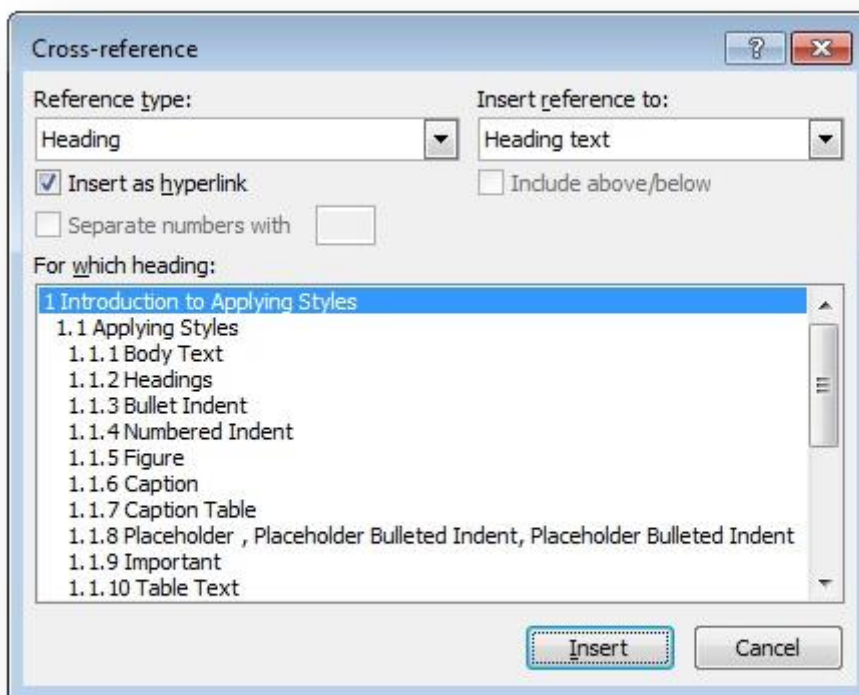 Cross-reference
Reference type:
Insert reference to:
Heading
Heading text
Insert as hyperlink
Include above/below
Separate numbers with
For which heading:
1 Introduction to Applying Styles
1.1 Applying Styles
1.1.1 Body Text
1.1.2 Headings
1.1.3 Bullet Indent
1.1.4 Numbered Indent
1.1.5 Figure
1.1.6 Caption
1.1.7 Caption Table
1.1.8 Placeholder , Placeholder Bulleted Indent, Placeholder Bulleted Indent
1.1.9 Important
1.1.10 Table Text
Insert
Cancel